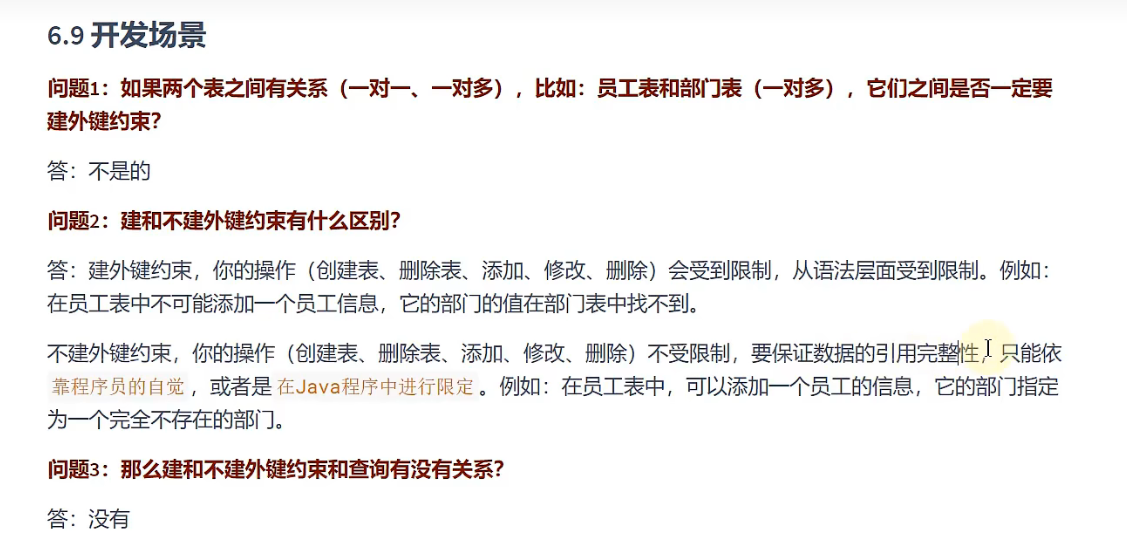 6.9 开发场景
问题1：如果两个表之间有关系（一对一、一对多），比如：员工表和部门表（一对多），它们之间是否一定要
建外键约束？
答：不是的
问题2：建和不建外键约束有什么区别？
答：建外键约束，你的操作（创建表、删除表、添加、修改、删除）会受到限制，从语法层面受到限制。例如：
在员工表中不可能添加一个员工信息，它的部门的值在部门表中找不到。
不建外键约束，你的操作（创建表、删除表、添加、修改、删除）不受限制，要保证数据的引用完整性，只能依
靠程序员的自觉，或者是在Java程序中进行限定。例如：在员工表中，可以添加一个员工的信息，它的部门指定
为一个完全不存在的部门。
问题3：那么建和不建外键约束和查询有没有关系？
答：没有